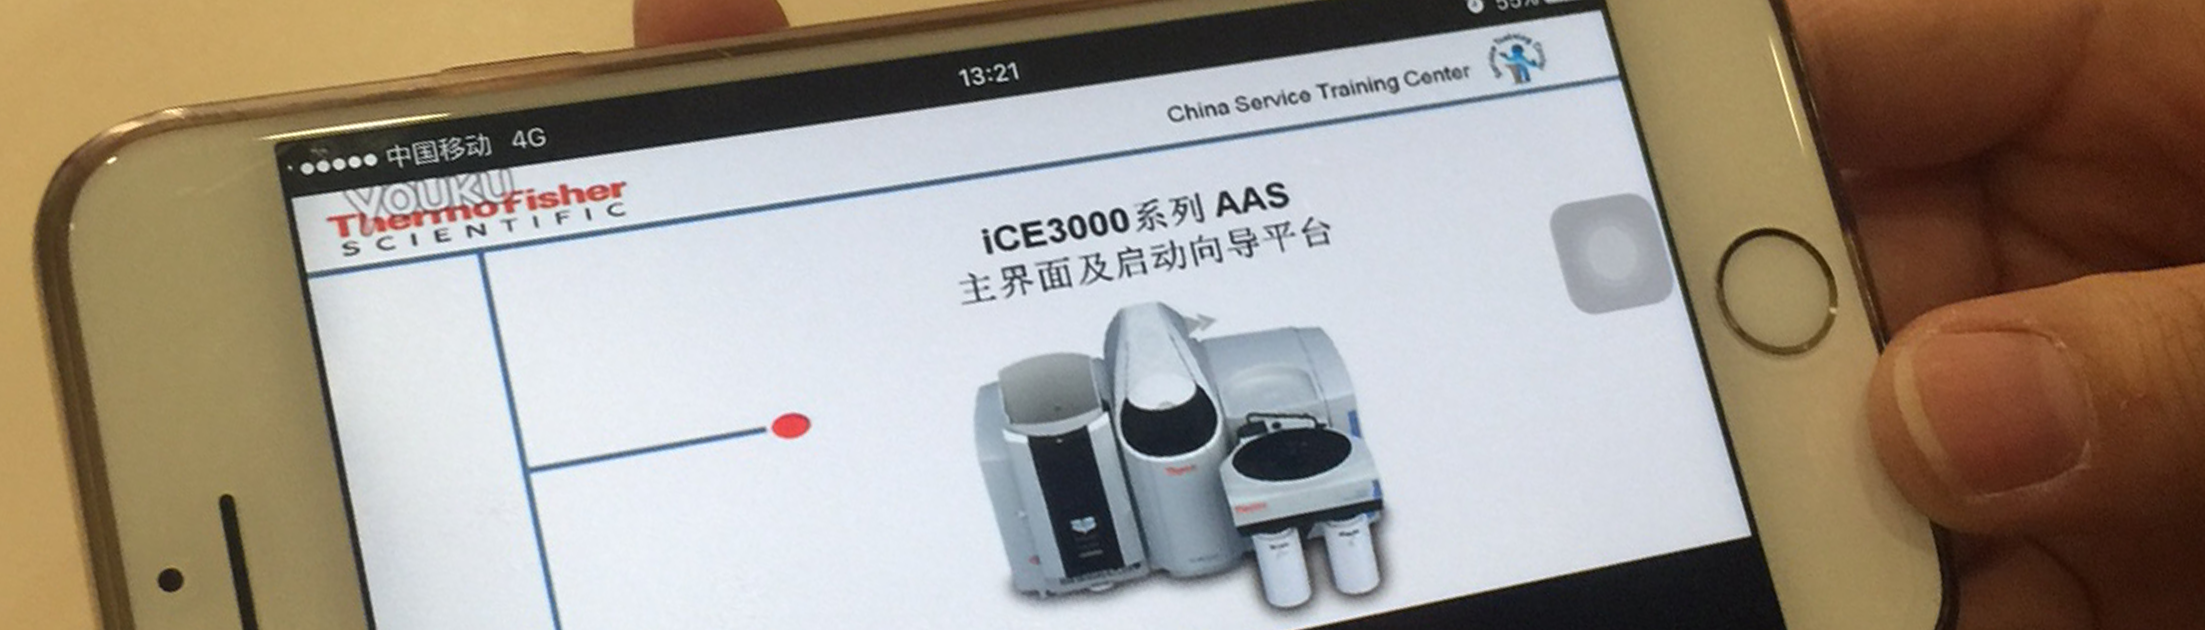 中国移动 4G
13:21
55%
China Service Training Center
YOUKU
ThermoFisher
SCIENTIFIC
iCE3000系列 AAS
主界面及启动向导平台
Thermo